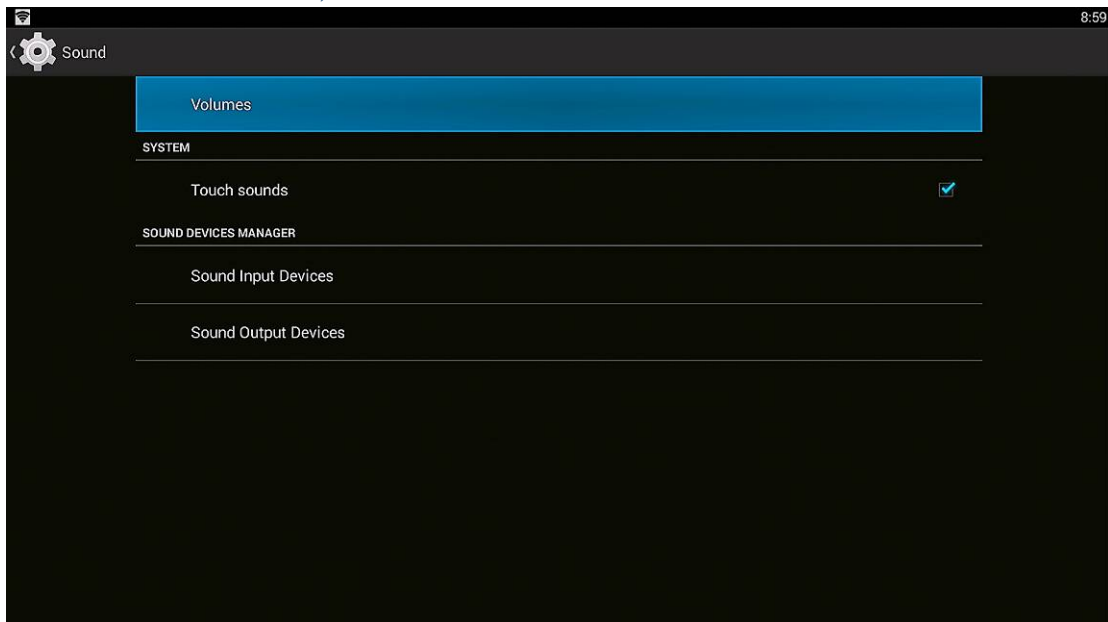 8:59
Sound
Volumes
SYSTEM
Touch sounds
SOUND DEVICES MANAGER
Sound Input Devices
Sound Output Devices